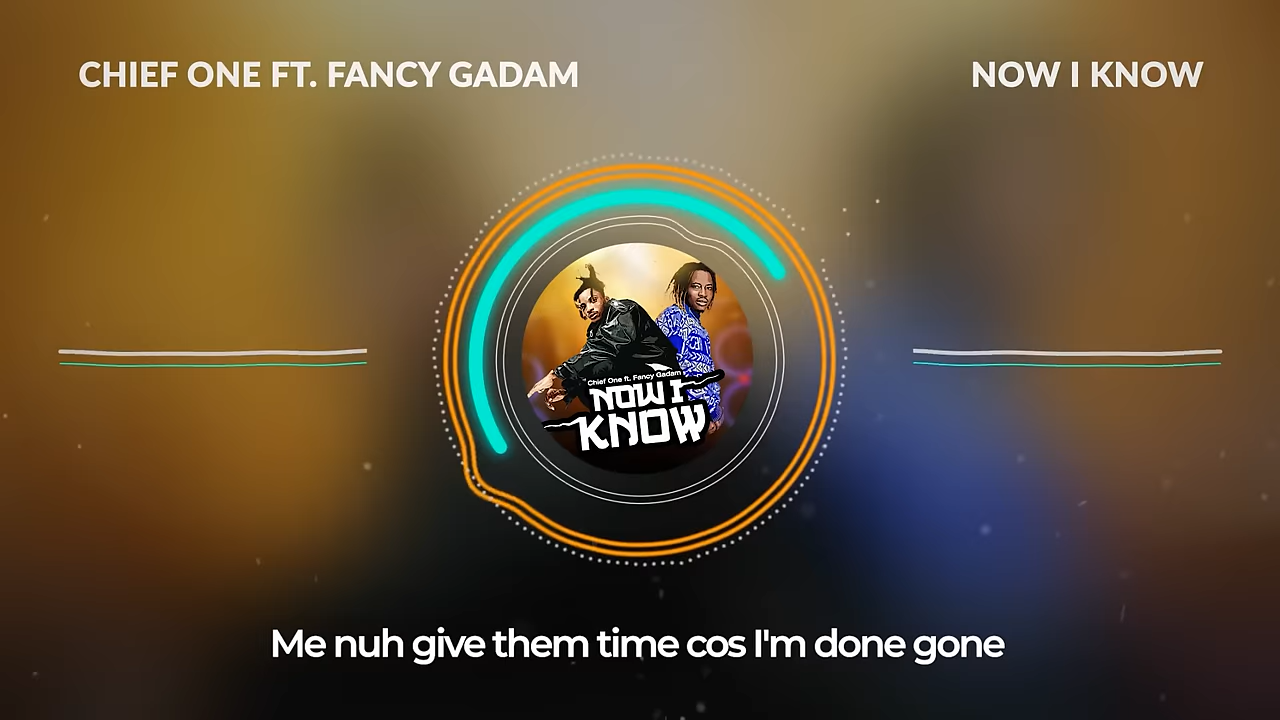 CHIEF ONE FT. FANCY GADAM
NOW I KNOW
Chief One ft. Fancy Gadam
NOW I
KNOW
Me nuh give them time cos I'm done gone